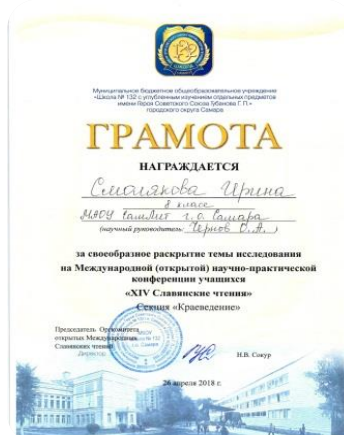 132
Муниципальное бюджетное общеобразовательное учреждение
«Школа № 132 с углубленным изучением отдельных предметов
имени Героя Советского Союза Губанова Г. П.»
городского округа Самара
ГРАМОТА
НАГРАЖДАЕТСЯ
Смолякова Ирина
8 класс
МАОУ СамЛит г.о. Самара
(научный руководитель: Чернов О.А.)
за своеобразное раскрытие темы исследования
на Международной (открытой) научно-практической
конференции учащихся
«XIV Славянские чтения»
Секция «Краеведение»
Председатель Оргкомитета
открытых Международных
Славянских чтений
Директор
Н.В. Сокур
26 апреля 2018 г.